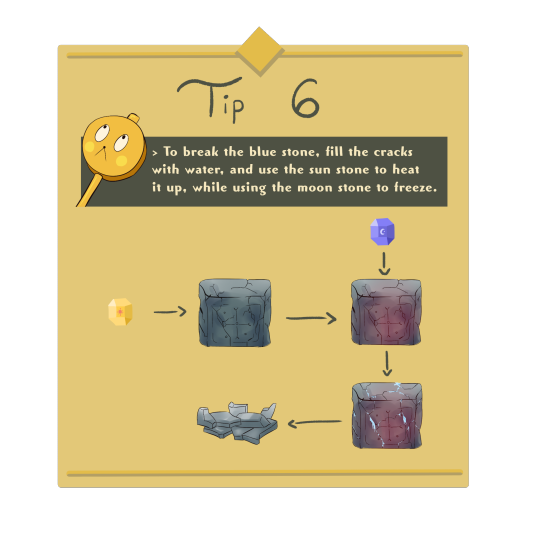 Tip 6
> To break the blue stone, fill the cracks
with water, and use the sun stone to heat
it up, while using the moon stone to freeze.